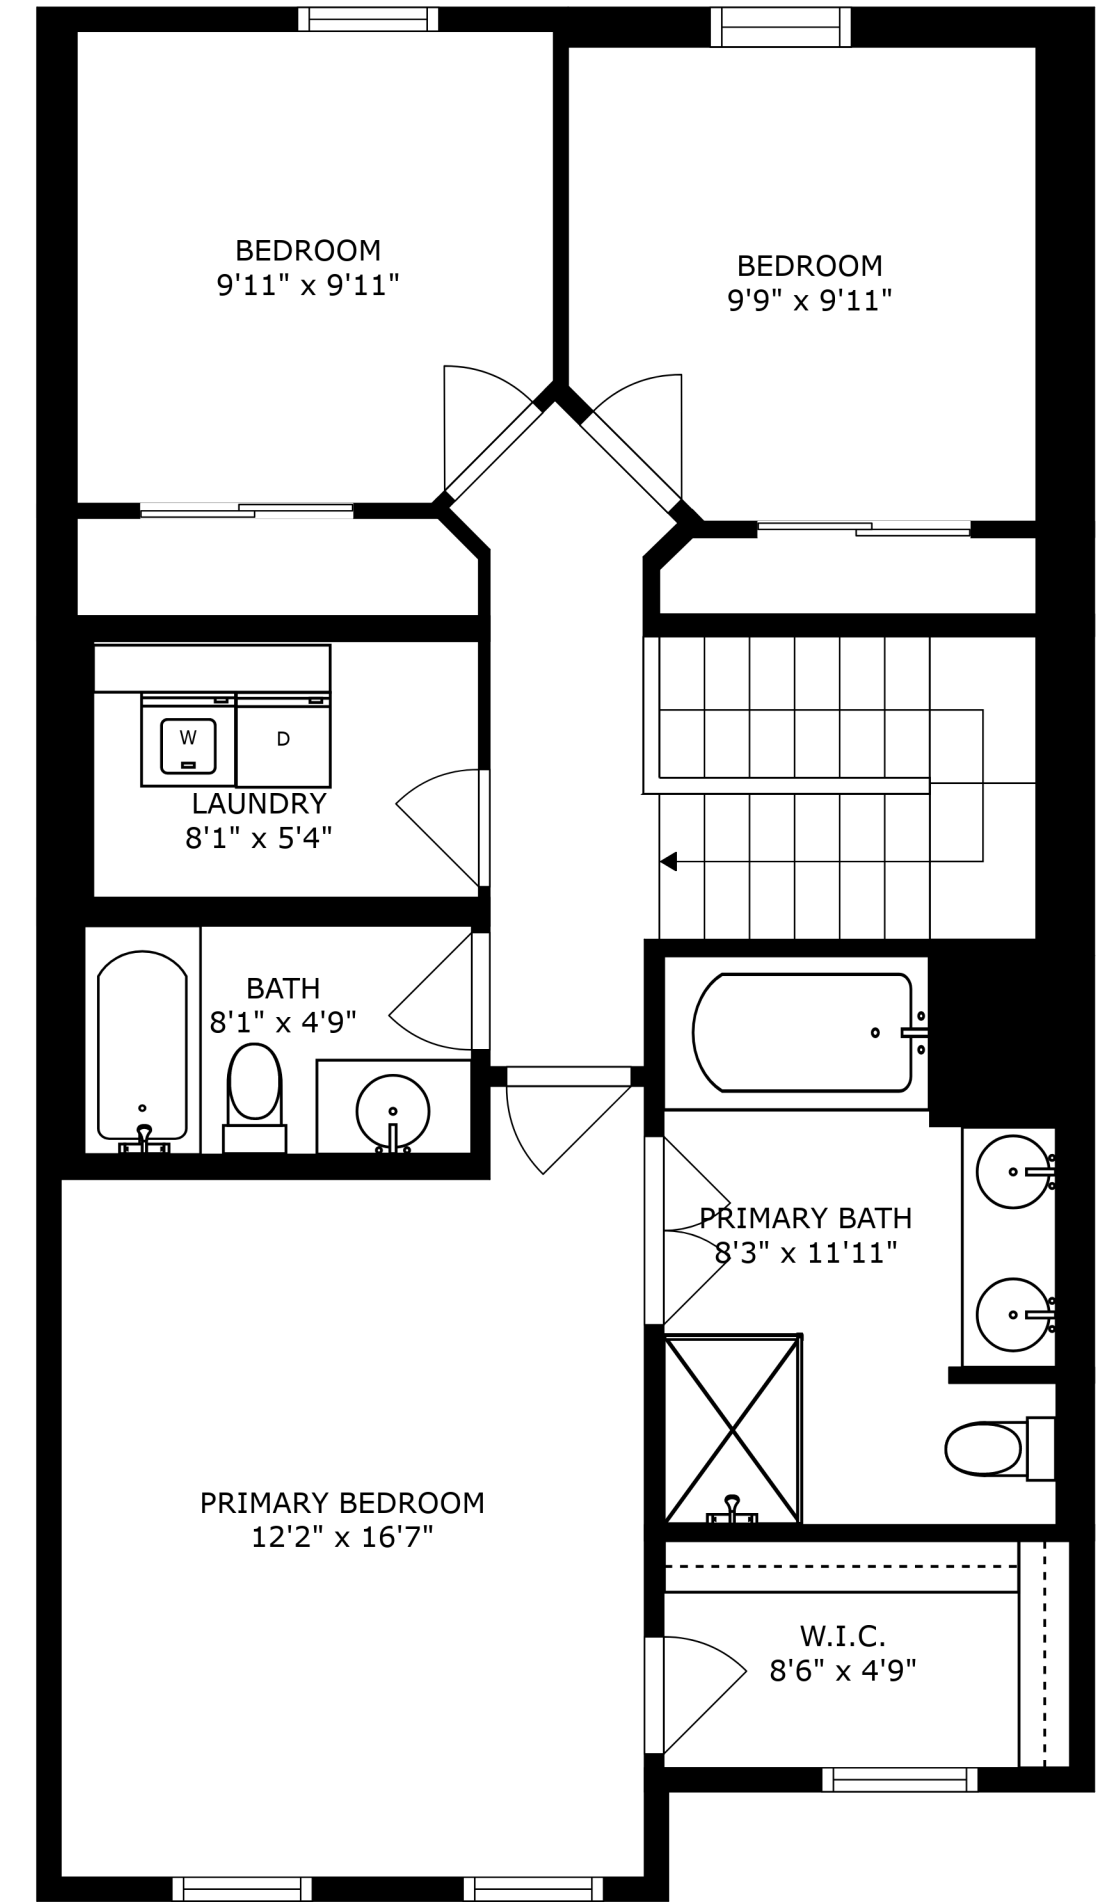 BEDROOM
9'11" x 9'11"
BEDROOM
9'9" x 9'11"
W
D
LAUNDRY
8'1" x 5'4"
BATH
8'1" x 4'9"
PRIMARY BATH
8'3" x 11'11"
PRIMARY BEDROOM
12'2" x 16'7"
W.I.C.
8'6" x 4'9"